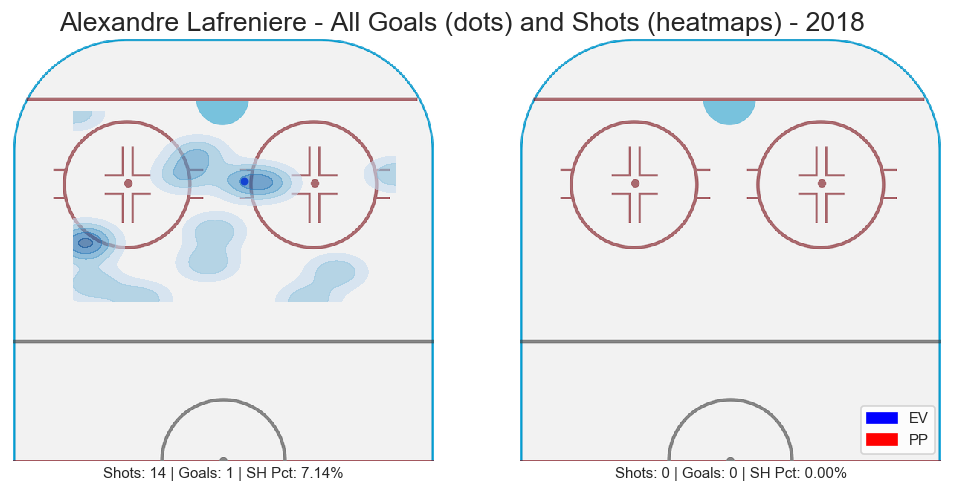 Alexandre Lafreniere - All Goals (dots) and Shots (heatmaps) - 2018
EV
PP
Shots: 14 | Goals: 1 | SH Pct: 7.14%
Shots: 0 | Goals: 0 | SH Pct: 0.00%